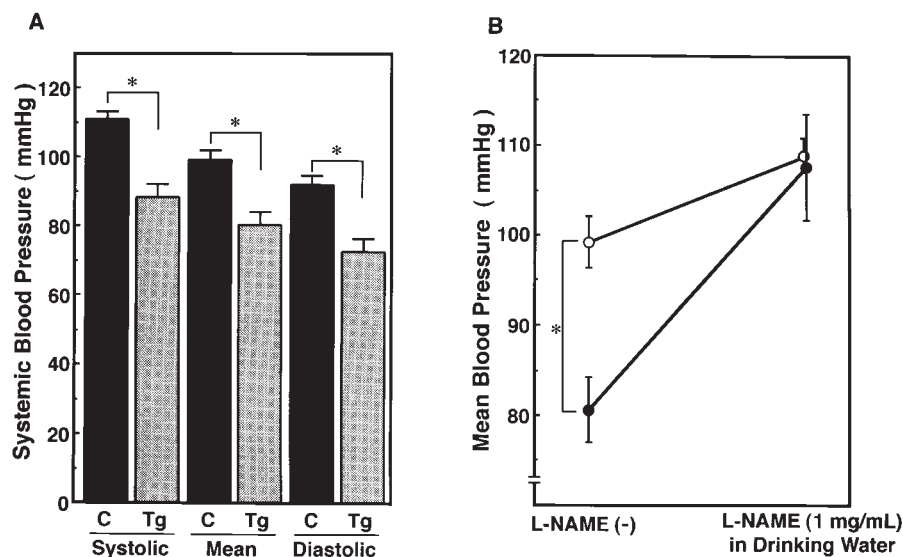 A
Systemic Blood Pressure ( mmHg)
120
100
80
60
40
20
0
*
*
*
C Tg C Tg C Tg
Systolic Mean Diastolic
B
Mean Blood Pressure ( mmHg)
120
110
100
90
80
*
L-NAME (-)
L-NAME (1 mg/mL)
in Drinking Water